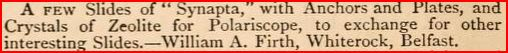 A FEW Slides of "Synapta," with Anchors and Plates, and
Crystals of Zeolite for Polariscope, to exchange for other
interesting Slides.—William A. Firth, Whiterock, Belfast.